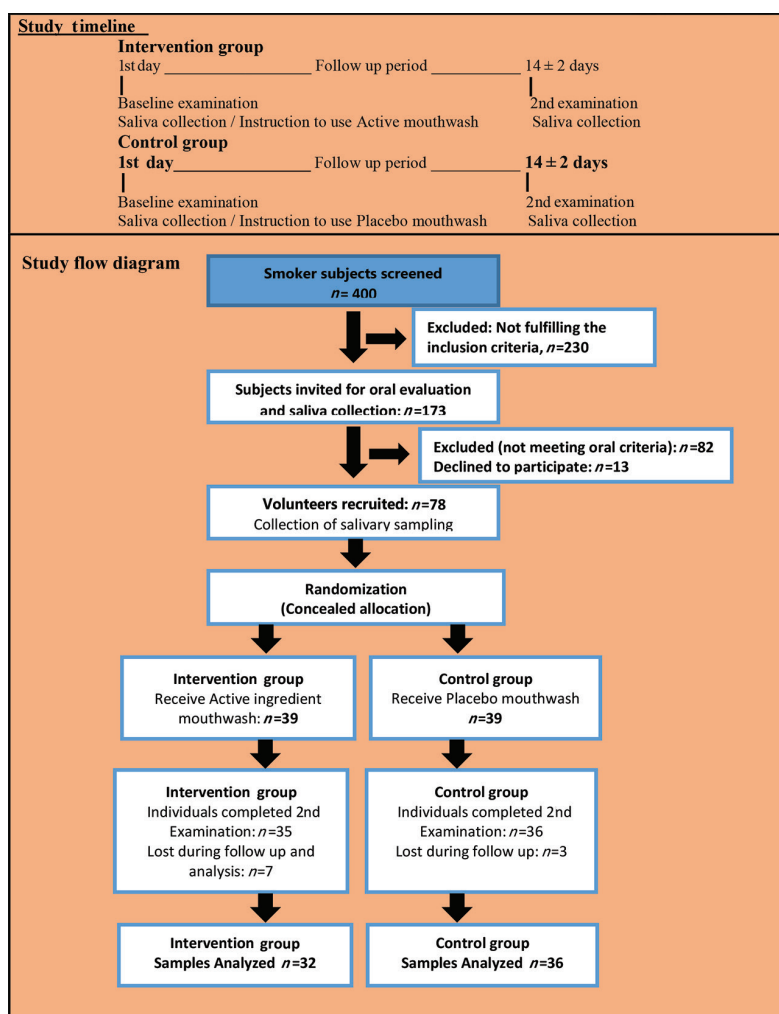 Study timeline
Intervention group
1st day ____________________ Follow up period ____________ 14 ± 2 days
Baseline examination
2nd examination
Saliva collection / Instruction to use Active mouthwash
Saliva collection
Control group
1st day____________________ Follow up period ____________ 14 ± 2 days
Baseline examination
2nd examination
Saliva collection / Instruction to use Placebo mouthwash
Saliva collection
Study flow diagram
Smoker subjects screened
n= 400
Excluded: Not fulfilling the
inclusion criteria, n=230
Subjects invited for oral evaluation
and saliva collection: n=173
Excluded (not meeting oral criteria): n=82
Declined to participate: n=13
Volunteers recruited: n=78
Collection of salivary sampling
Randomization
(Concealed allocation)
Intervention group
Receive Active ingredient
mouthwash: n=39
Control group
Receive Placebo mouthwash
n=39
Intervention group
Individuals completed 2nd
Examination: n=35
Lost during follow up and
analysis: n=7
Control group
Individuals completed 2nd
Examination: n=36
Lost during follow up: n=3
Intervention group
Samples Analyzed n=32
Control group
Samples Analyzed n=36